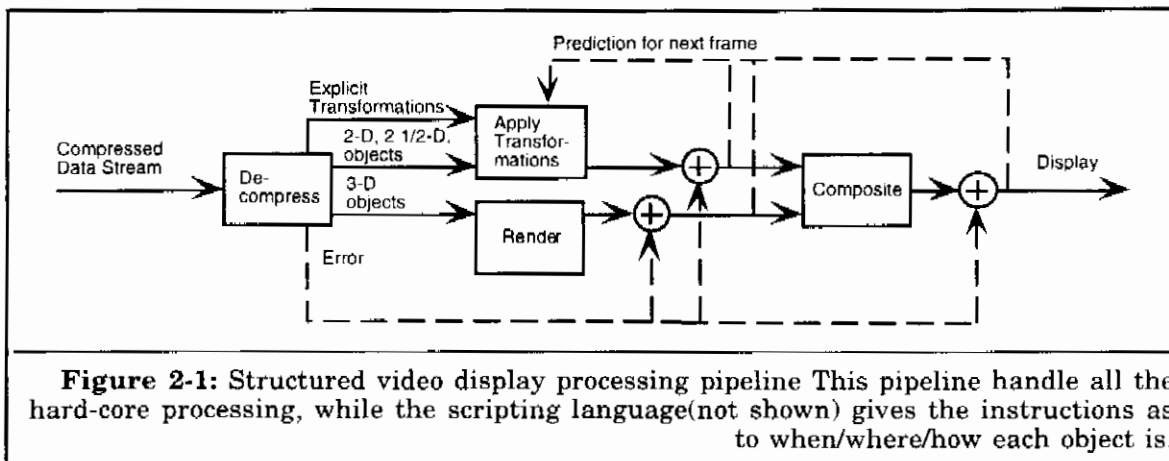 Prediction for next frame
Explicit
Transformations
2-D, 2 1/2-D,
objects
3-D
objects
Compressed
Data Stream
De-
compress
Apply
Transfor-
mations
Render
Error
Composite
Display
Figure 2-1: Structured video display processing pipeline This pipeline handle all the
hard-core processing, while the scripting language(not shown) gives the instructions as
to when/where/how each object is.